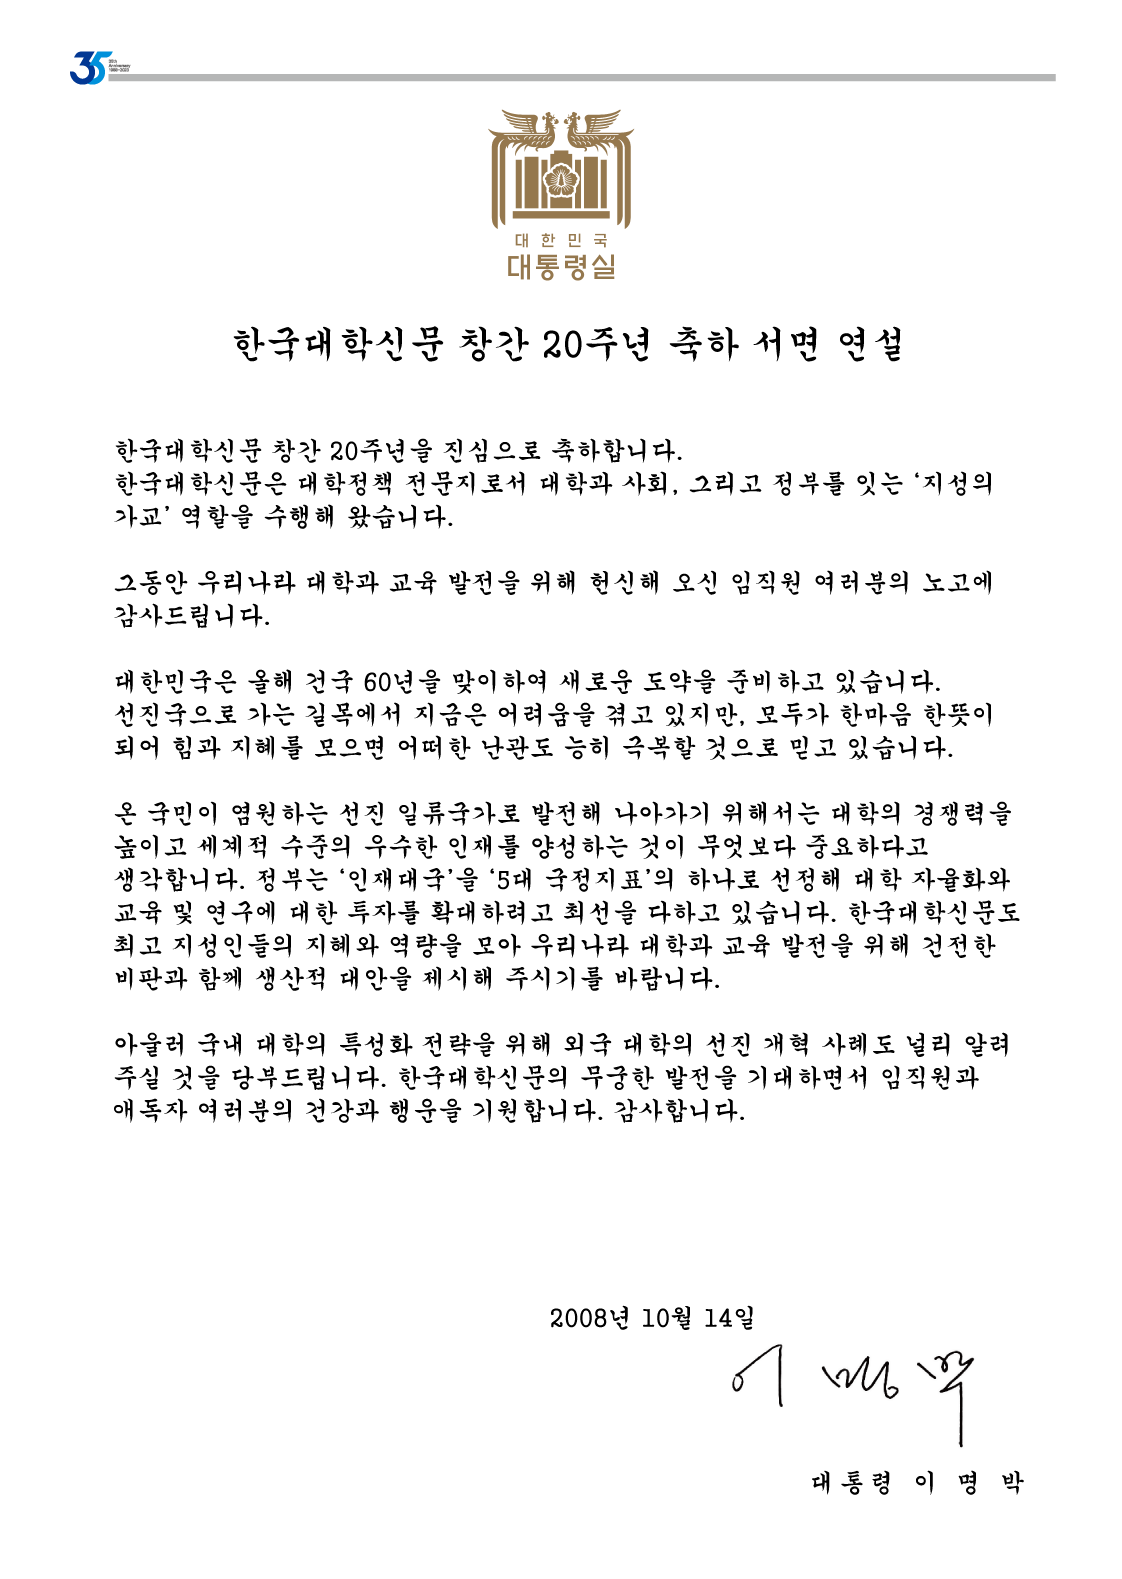 35
35th
Anniversary
1988-2023
대한민국
대통령실
한국대학신문 창간 20주년 축하 서면 연설
한국대학신문 창간 20주년을 진심으로 축하합니다.
한국대학신문은 대학정책 전문지로서 대학과 사회, 그리고 정부를 잇는 ‘지성의
가교’ 역할을 수행해 왔습니다.
그동안 우리나라 대학과 교육 발전을 위해 헌신해 오신 임직원 여러분의 노고에
감사드립니다.
대한민국은 올해 건국 60년을 맞이하여 새로운 도약을 준비하고 있습니다.
선진국으로 가는 길목에서 지금은 어려움을 겪고 있지만, 모두가 한마음 한뜻이
되어 힘과 지혜를 모으면 어떠한 난관도 능히 극복할 것으로 믿고 있습니다.
온 국민이 염원하는 선진 일류국가로 발전해 나아가기 위해서는 대학의 경쟁력을
높이고 세계적 수준의 우수한 인재를 양성하는 것이 무엇보다 중요하다고
생각합니다. 정부는 ‘인재대국’을 ‘5대 국정지표’의 하나로 선정해 대학 자율화와
교육 및 연구에 대한 투자를 확대하려고 최선을 다하고 있습니다. 한국대학신문도
최고 지성인들의 지혜와 역량을 모아 우리나라 대학과 교육 발전을 위해 건전한
비판과 함께 생산적 대안을 제시해 주시기를 바랍니다.
아울러 국내 대학의 특성화 전략을 위해 외국 대학의 선진 개혁 사례도 널리 알려
주실 것을 당부드립니다. 한국대학신문의 무궁한 발전을 기대하면서 임직원과
애독자 여러분의 건강과 행운을 기원합니다. 감사합니다.
2008년 10월 14일
이명박
대통령 이 명 박